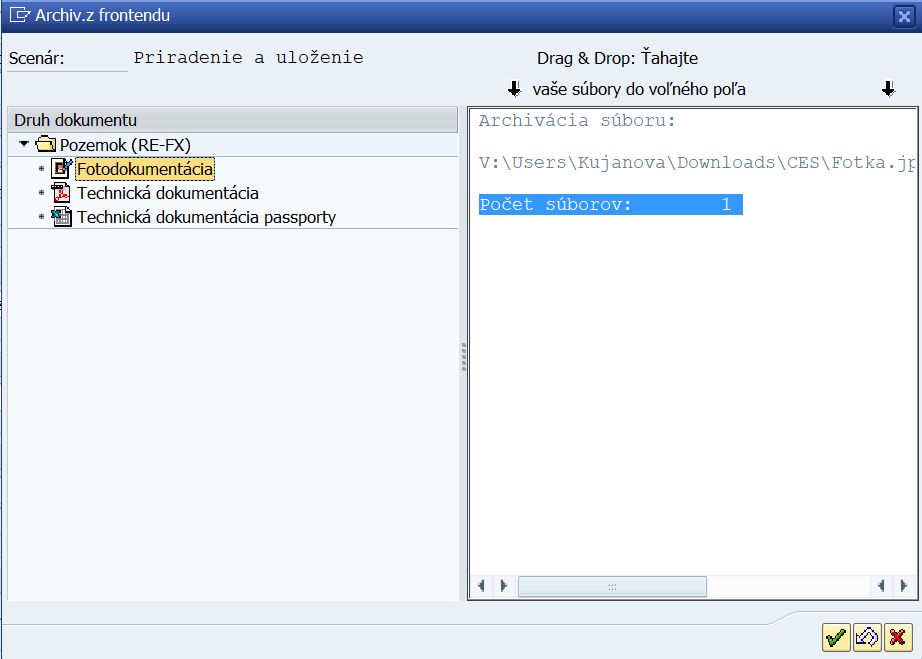 Archiv.z frontendu
Scenár: Priradenie a uloženie
Drag & Drop: Ťahajte
vaše súbory do voľného poľa
Druh dokumentu
Pozemok (RE-FX)
Fotodokumentácia
Technická dokumentácia
Technická dokumentácia passporty
Archivácia súboru:
V:\Users\Kujanova\Downloads\CES\Fotka.jp
Počet súborov: 1